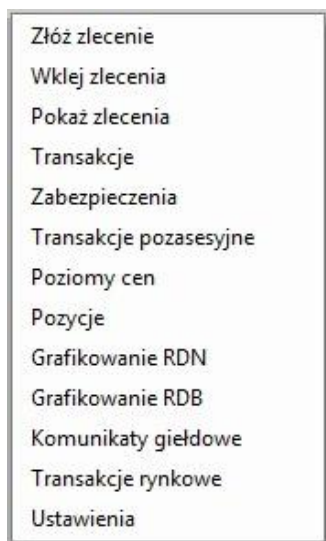 Złóż zlecenie
Wklej zlecenia
Pokaż zlecenia
Transakcje
Zabezpieczenia
Transakcje pozasesyjne
Poziomy cen
Pozycje
Grafikowanie RDN
Grafikowanie RDB
Komunikaty giełdowe
Transakcje rynkowe
Ustawienia